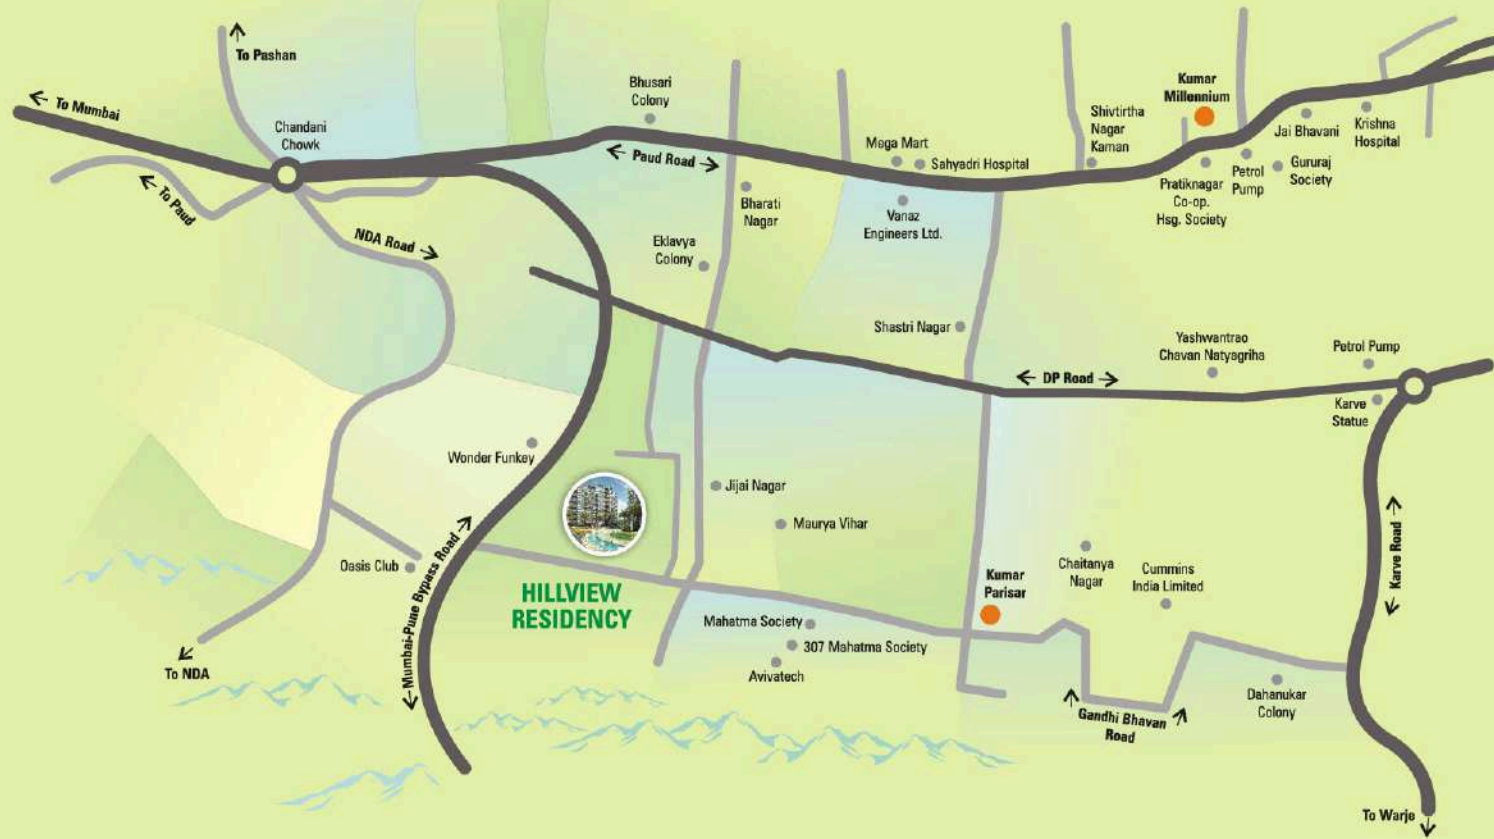 To Pashan
To Mumbai
Chandani
Chowk
To Paud
NDA Road
Bhusari
Colony
Paud Road
Bharati
Nagar
Eklavya
Colony
Mega Mart
Sahyadri Hospital
Vanaz
Engineers Ltd.
Shivtirtha
Nagar
Kaman
Kumar
Millennium
Pratiknagar
Co-op.
Hsg. Society
Petrol
Pump
Jai Bhavani
Gururaj
Society
Krishna
Hospital
Shastri Nagar
DP Road
Yashwantrao
Chavan Natyagriha
Petrol Pump
Karve
Statue
Wonder Funkey
Jijai Nagar
Maurya Vihar
Oasis Club
Mumbai-Pune Bypass Road
HILLVIEW
RESIDENCY
Kumar
Parisar
Chaitanya
Nagar
Cummins
India Limited
Karve Road
Mahatma Society
307 Mahatma Society
Avivatech
To NDA
Gandhi Bhavan
Road
Dahanukar
Colony
To Warje